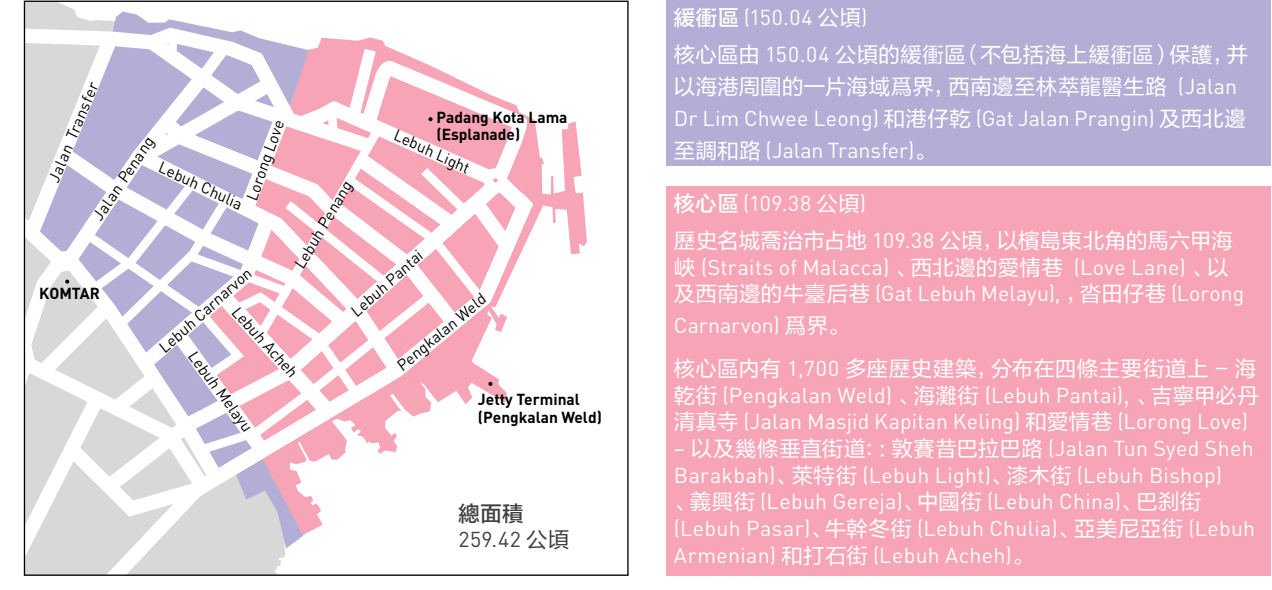 Jalan Transfer
Jalan Penang
Lebuh Chulia
Lorong Love
Lebuh Penang
• Padang Kota Lama
(Esplanade)
Lebuh Light
KOMTAR
Lebuh Carnarvon
Lebuh Acheh
Lebuh Melayu
Lebuh Pantai
Pengkalan Weld
Jetty Terminal
(Pengkalan Weld)
總面積
259.42 公頃
緩衝區 (150.04 公頃)
核心區由 150.04 公頃的緩衝區(不包括海上緩衝區)保護, 并
以海港周圍的一片海域爲界, 西南邊至林萃龍醫生路 (Jalan
Dr Lim Chwee Leong) 和港仔乾 (Gat Jalan Prangin) 及西北邊
至調和路 (Jalan Transfer)。
核心區 (109.38 公頃)
歷史名城喬治市占地 109.38 公頃, 以檳島東北角的馬六甲海
峽 (Straits of Malacca) 、西北邊的愛情巷 (Love Lane) 、以
及西南邊的牛臺后巷 (Gat Lebuh Melayu), , 沓田仔巷 (Lorong
Carnarvon) 爲界。
核心區内有 1,700 多座歷史建築, 分布在四條主要街道上 – 海
乾街 (Pengkalan Weld) 、海灘街 (Lebuh Pantai), 、吉寧甲必丹
清真寺 (Jalan Masjid Kapitan Keling) 和愛情巷 (Lorong Love)
– 以及幾條垂直街道: : 敦賽昔巴拉巴路 (Jalan Tun Syed Sheh
Barakbah)、萊特街 (Lebuh Light)、漆木街 (Lebuh Bishop)
、義興街 (Lebuh Gereja)、中國街 (Lebuh China)、巴刹街
(Lebuh Pasar)、牛幹冬街 (Lebuh Chulia)、亞美尼亞街 (Lebuh
Armenian) 和打石街 (Lebuh Acheh)。